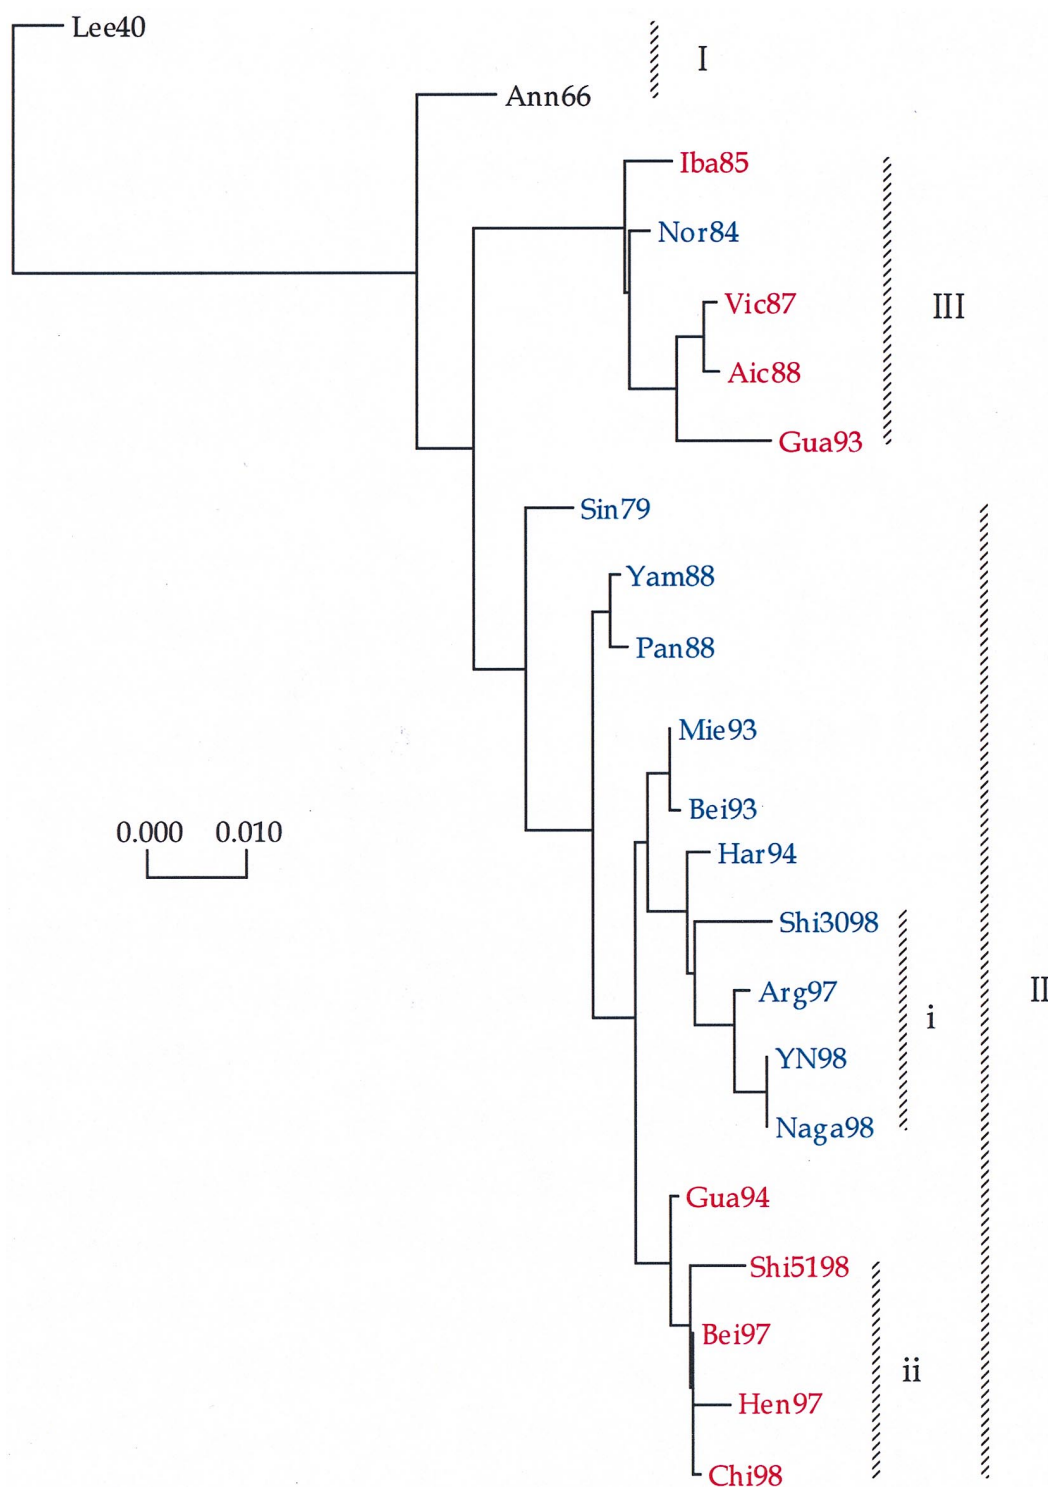 Lee40
I
Ann66
Iba85
Nor84
Vic87
III
Aic88
Gua93
Sin79
Yam88
Pan88
Mie93
Bei93
0.000 0.010
Har94
Shi3098
Arg97
II
i
YN98
Naga98
Gua94
Shi5198
Bei97
ii
Hen97
Chi98